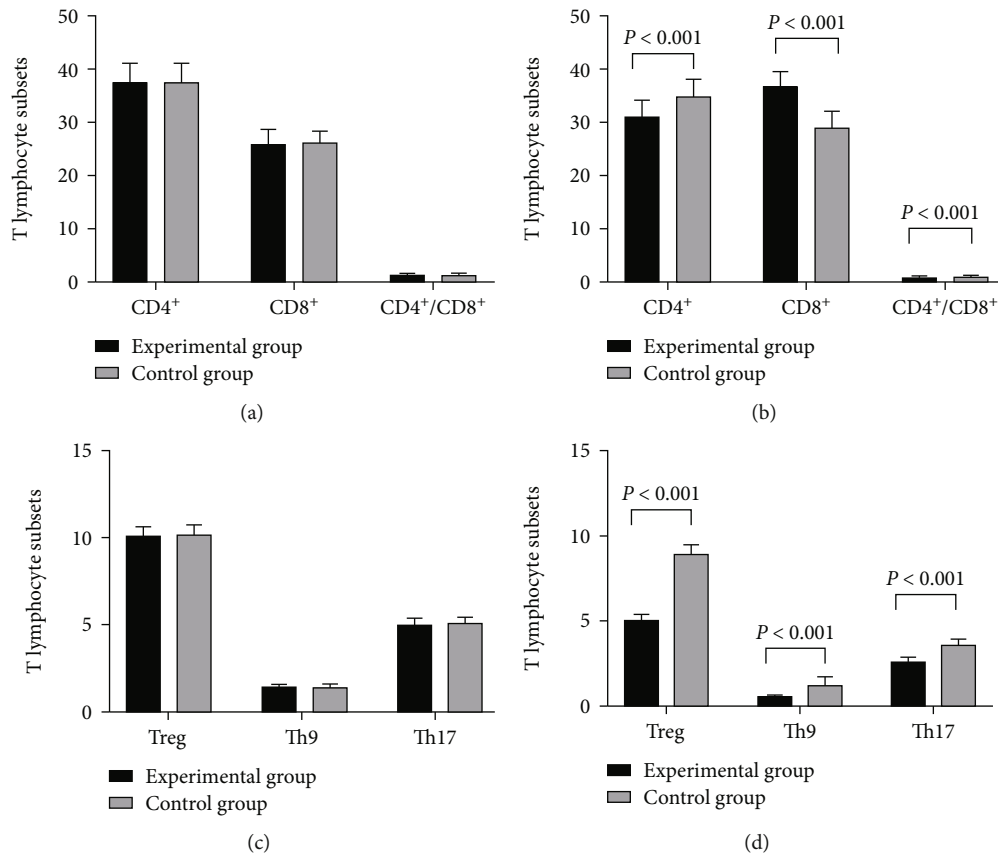 T lymphocyte subsets
50
40
30
20
10
0
CD4⁺
CD8⁺
CD4⁺/CD8⁺
Experimental group
Control group
(a)
T lymphocyte subsets
50
40
30
20
10
0
P < 0.001
P < 0.001
P < 0.001
CD4⁺
CD8⁺
CD4⁺/CD8⁺
Experimental group
Control group
(b)
T lymphocyte subsets
15
10
5
0
Treg
Th9
Th17
Experimental group
Control group
(c)
T lymphocyte subsets
15
10
5
0
P < 0.001
P < 0.001
P < 0.001
Treg
Th9
Th17
Experimental group
Control group
(d)